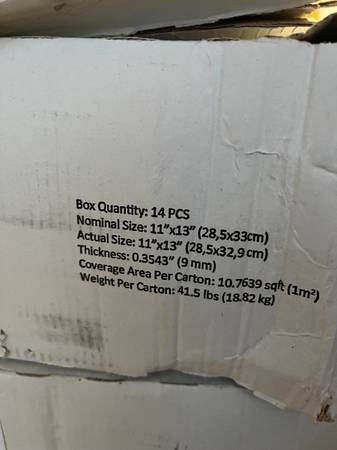 Box Quantity: 14 PCS
Nominal Size: 11"x13" (28,5x33cm)
Actual Size: 11"x13" (28,5x32,9 cm)
Thickness: 0.3543" (9 mm)
Coverage Area Per Carton: 10.7639 sqft (1m²)
Weight Per Carton: 41.5 lbs (18.82 kg)